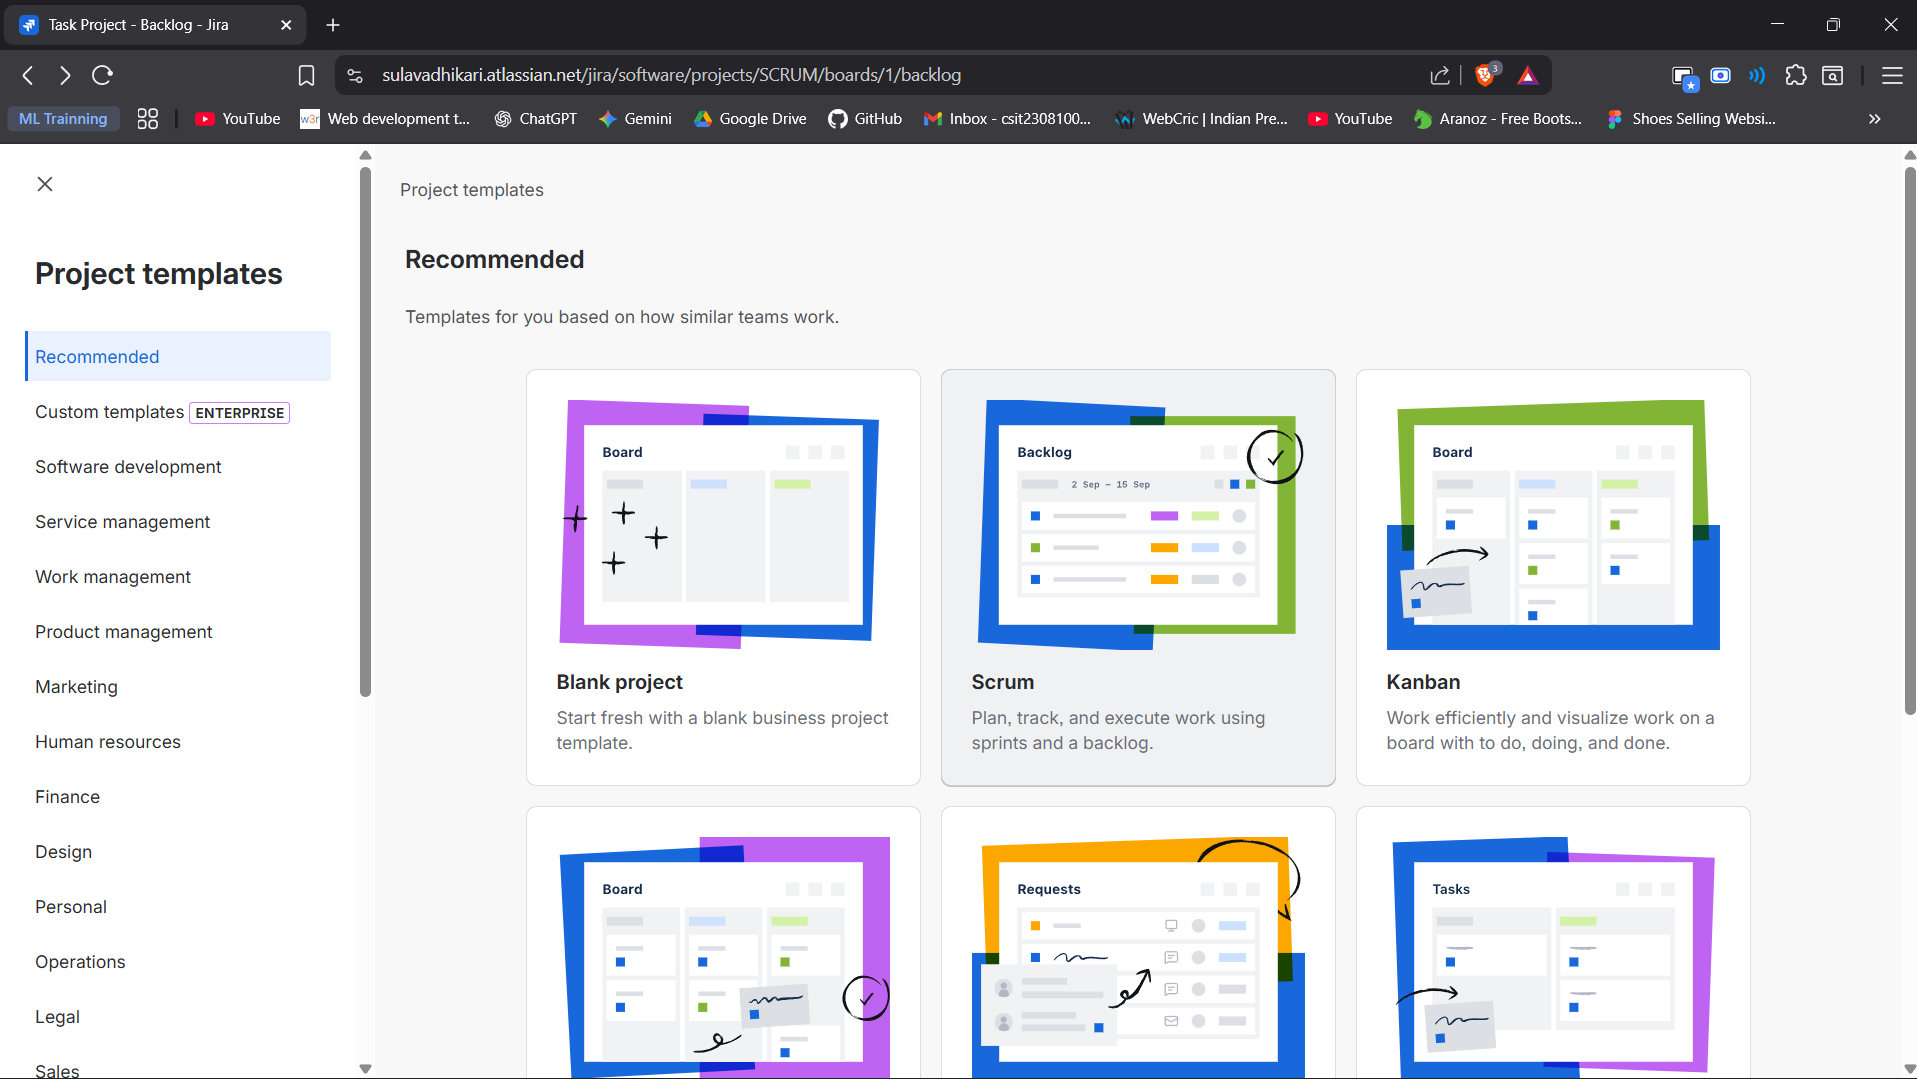 Task Project - Backlog - Jira
sulavadhikari.atlassian.net/jira/software/projects/SCRUM/boards/1/backlog
3
ML Trainning
YouTube
w3r
Web development t...
ChatGPT
Gemini
Google Drive
GitHub
Inbox - csit2308100...
WebCric | Indian Pre...
YouTube
Aranoz - Free Boots...
Shoes Selling Websi...
Project templates
Recommended
Custom templates ENTERPRISE
Software development
Service management
Work management
Product management
Marketing
Human resources
Finance
Design
Personal
Operations
Legal
Sales
Project templates
Recommended
Templates for you based on how similar teams work.
Board
Blank project
Start fresh with a blank business project
template.
Backlog
2 Sep – 15 Sep
Scrum
Plan, track, and execute work using
sprints and a backlog.
Board
Kanban
Work efficiently and visualize work on a
board with to do, doing, and done.
Board
Requests
Tasks